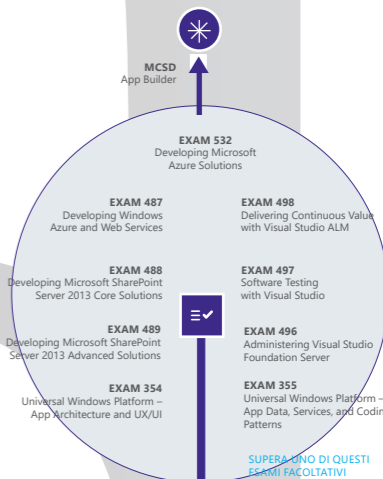 MCSD
App Builder
EXAM 532
Developing Microsoft
Azure Solutions
EXAM 487
Developing Windows
Azure and Web Services
EXAM 498
Delivering Continuous Value
with Visual Studio ALM
EXAM 488
Developing Microsoft SharePoint
Server 2013 Core Solutions
EXAM 497
Software Testing
with Visual Studio
EXAM 489
Developing Microsoft SharePoint
Server 2013 Advanced Solutions
EXAM 496
Administering Visual Studio
Foundation Server
EXAM 354
Universal Windows Platform –
App Architecture and UX/UI
EXAM 355
Universal Windows Platform –
App Data, Services, and Coding
Patterns
SUPERA UNO DI QUESTI
ESAMI FACOLTATIVI